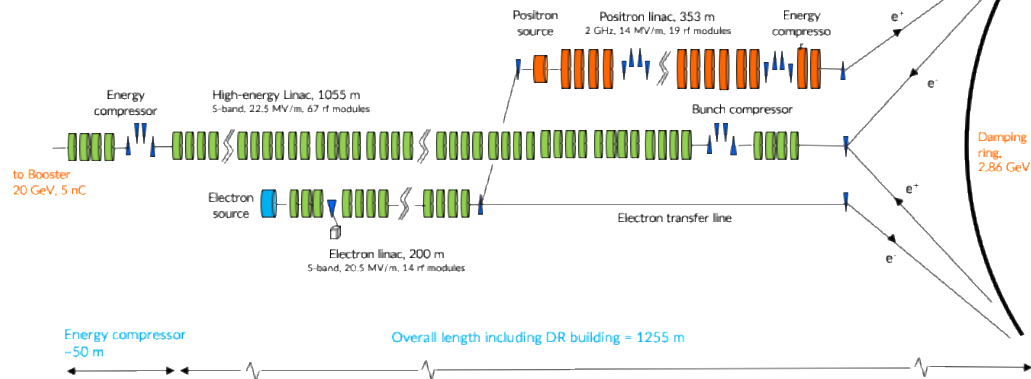 Positron
source
Positron linac, 353 m
2 GHz, 14 MV/m, 19 rf modules
Energy
compresso
r
e+
e-
Energy
compressor
High-energy Linac, 1055 m
S-band, 22.5 MV/m, 67 rf modules
Bunch compressor
Damping
ring,
2.86 GeV
to Booster
20 GeV, 5 nC
Electron
source
Electron transfer line
e+
e-
Electron linac, 200 m
S-band, 20.5 MV/m, 14 rf modules
Energy compressor
~50 m
Overall length including DR building = 1255 m